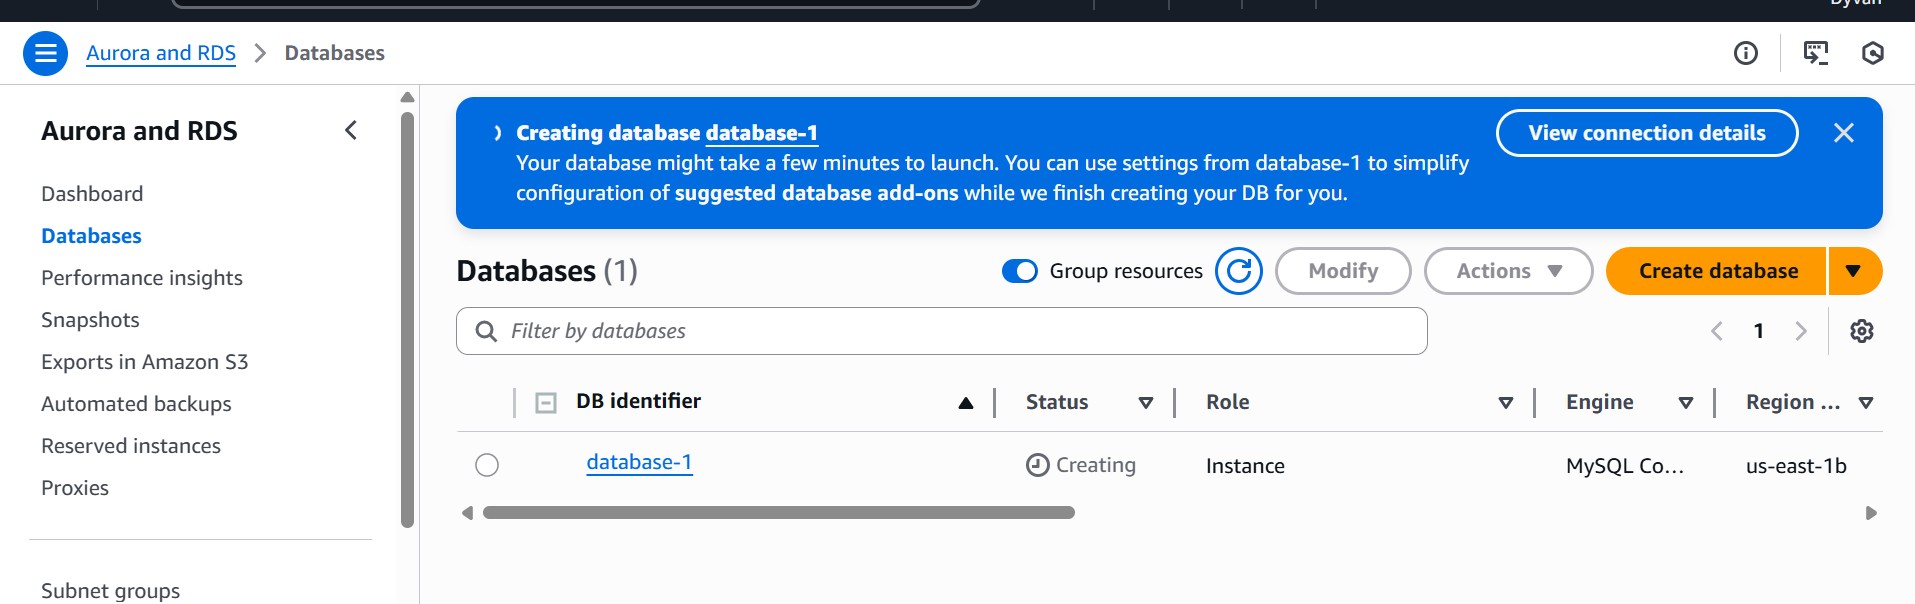 Aurora and RDS > Databases
Aurora and RDS
Dashboard
Databases
Performance insights
Snapshots
Exports in Amazon S3
Automated backups
Reserved instances
Proxies
Subnet groups
Creating database database-1
Your database might take a few minutes to launch. You can use settings from database-1 to simplify
configuration of suggested database add-ons while we finish creating your DB for you.
View connection details
Databases (1)
Group resources
Modify
Actions
Create database
Filter by databases
1
DB identifier Status Role Engine Region ...
database-1 Creating Instance MySQL Co... us-east-1b